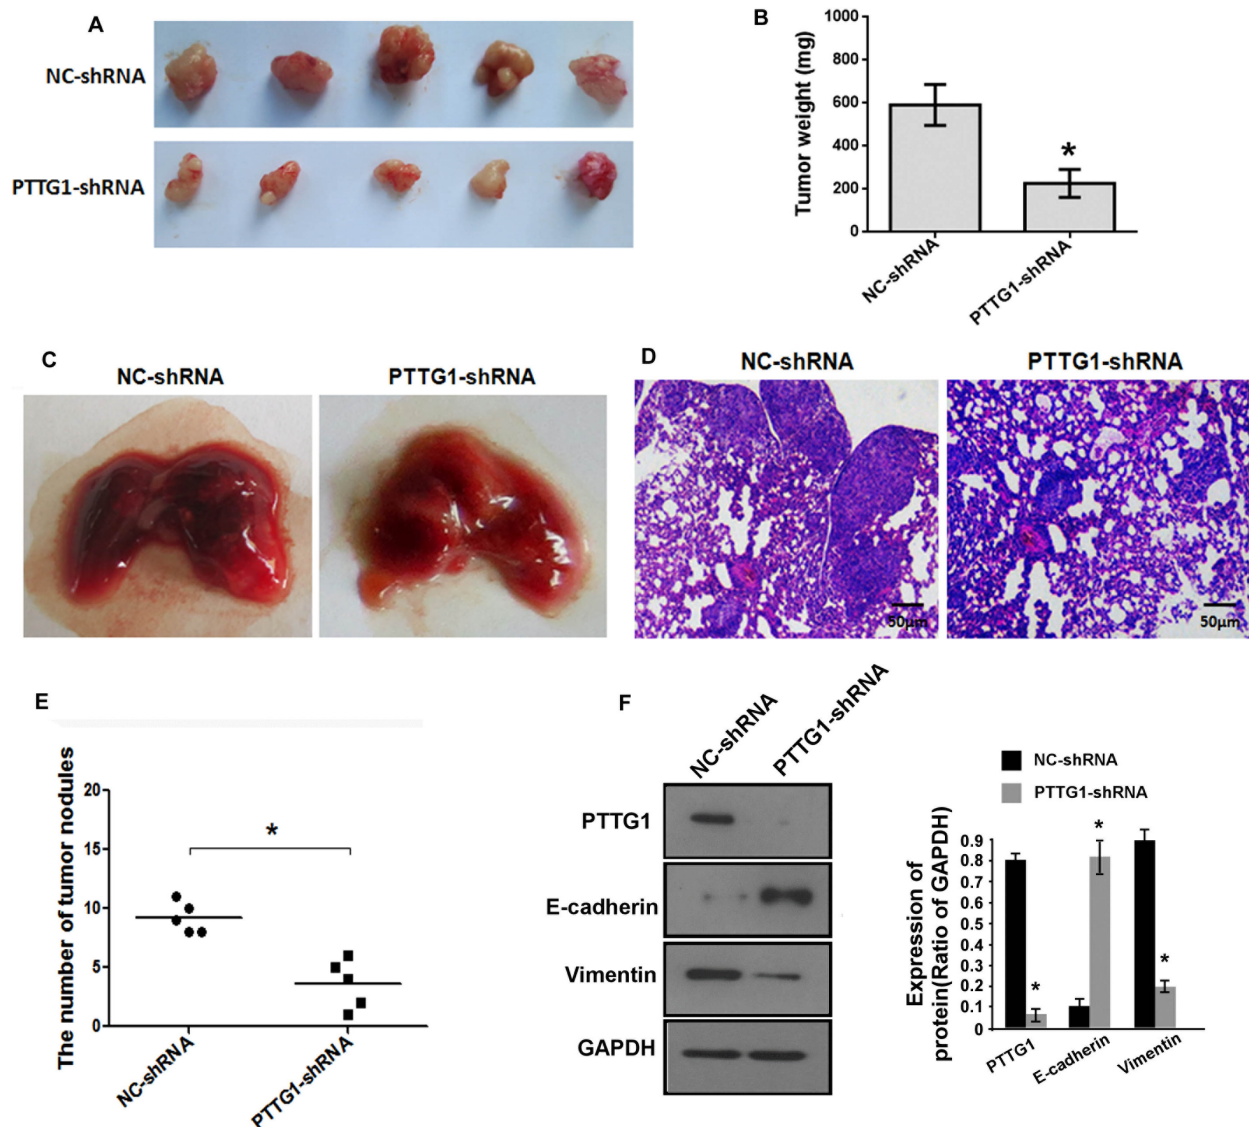 A
NC-shRNA
PTTG1-shRNA
B
Tumor weight (mg)
1000
800
600
400
200
0
*
NC-shRNA
PTTG1-shRNA
C
NC-shRNA
PTTG1-shRNA
D
NC-shRNA
PTTG1-shRNA
50μm
50μm
E
The number of tumor nodules
20
15
10
5
0
*
NC-shRNA
PTTG1-shRNA
F
NC-shRNA
PTTG1-shRNA
PTTG1
E-cadherin
Vimentin
GAPDH
NC-shRNA
PTTG1-shRNA
Expression of
protein(Ratio of GAPDH)
0.9
0.8
0.6
0.5
0.4
0.2
0.1
0
*
*
*
PTTG1
E-cadherin
Vimentin